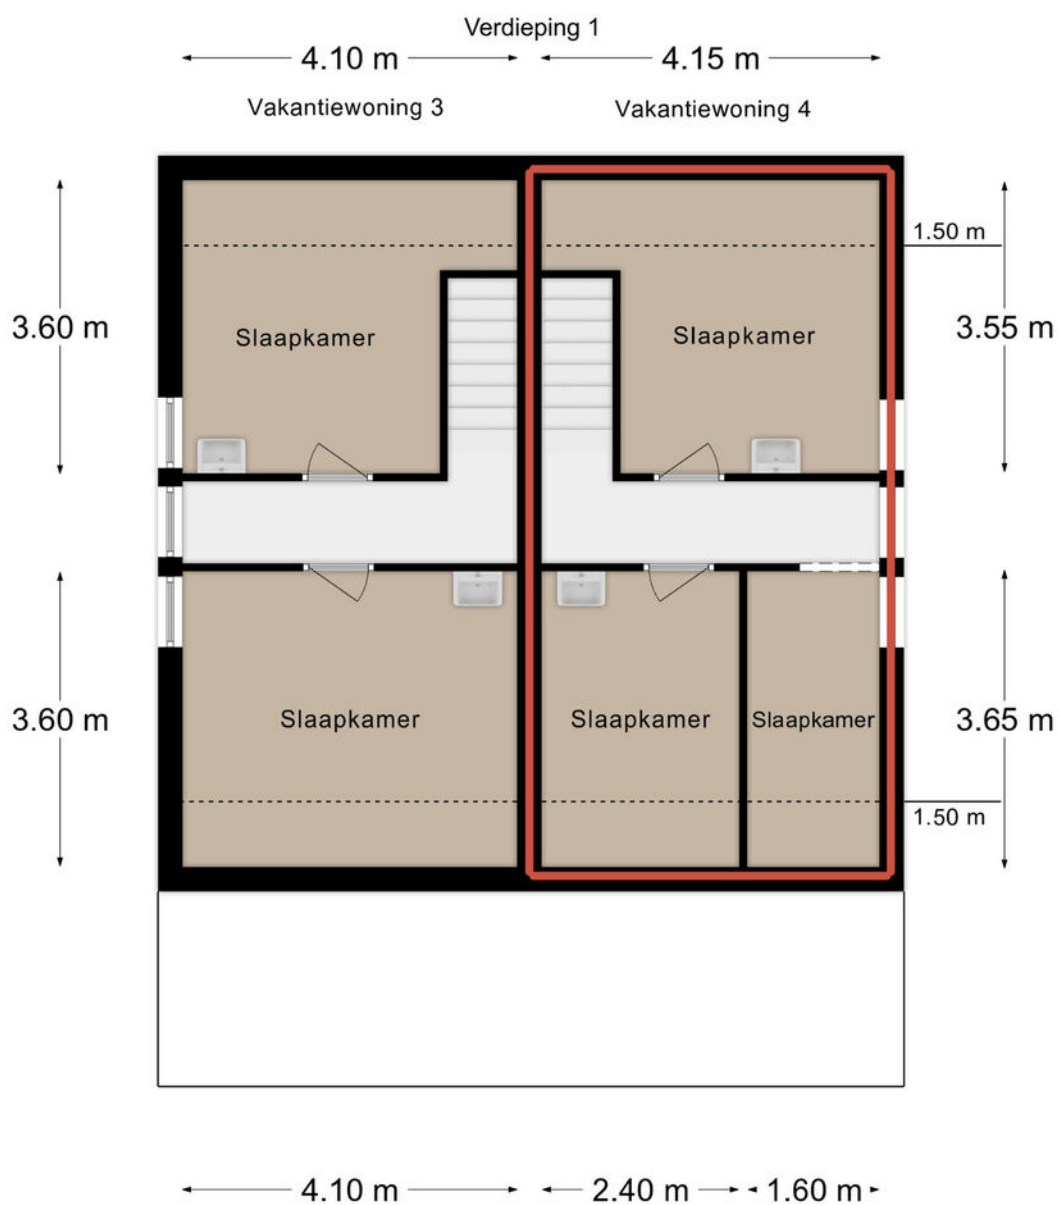 Verdieping 1
4.10 m
4.15 m
Vakantiewoning 3
Vakantiewoning 4
1.50 m
3.60 m
Slaapkamer
Slaapkamer
3.55 m
3.60 m
Slaapkamer
Slaapkamer
Slaapkamer
3.65 m
1.50 m
4.10 m
2.40 m
1.60 m